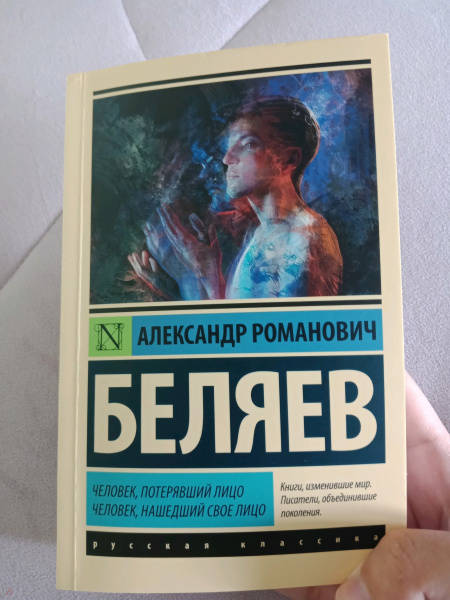 N
АЛЕКСАНДР РОМАНОВИЧ
БЕЛЯЕВ
ЧЕЛОВЕК, ПОТЕРЯВШИЙ ЛИЦО
ЧЕЛОВЕК, НАШЕДШИЙ СВОЕ ЛИЦО
Книги, изменившие мир.
Писатели, объединившие
поколения.
русская классика